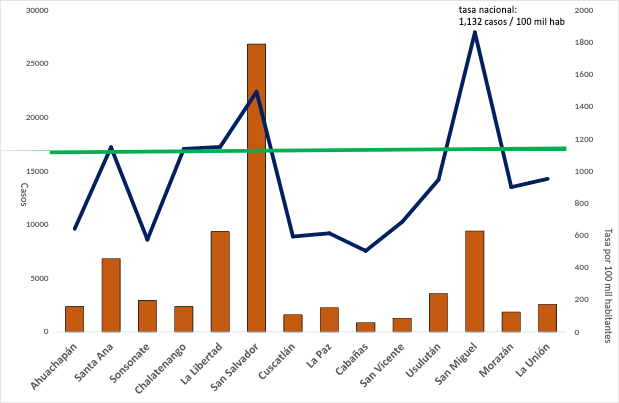 tasa nacional:
1,132 casos / 100 mil hab
30000
25000
20000
15000
10000
5000
0
Casos
2000
1800
1600
1400
1200
1000
800
600
400
200
0
Tasa por 100 mil habitantes
Ahuachapán
Santa Ana
Sonsonate
Chalatenango
La Libertad
San Salvador
Cuscatlán
La Paz
Cabañas
San Vicente
Usulután
San Miguel
Morazán
La Unión